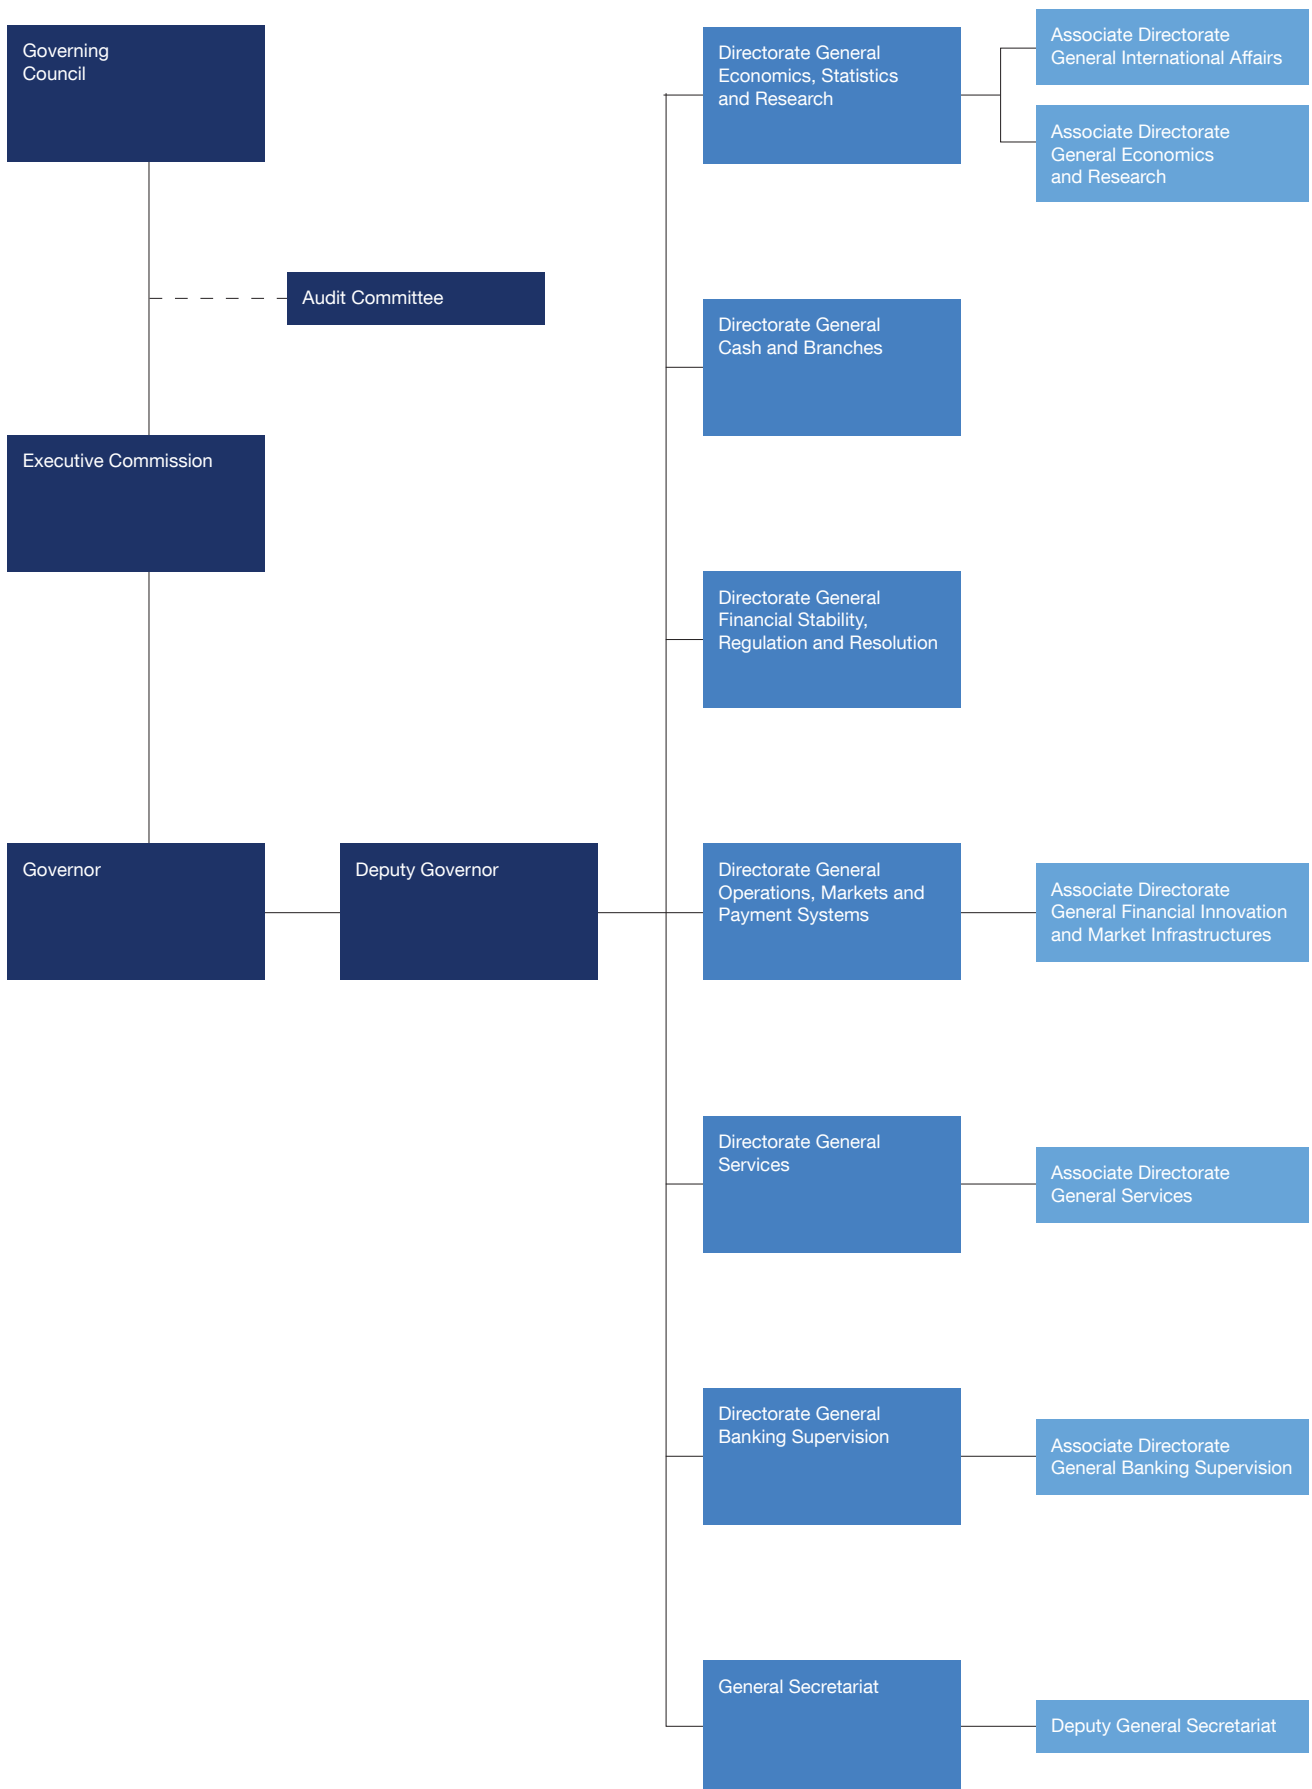 Governing
Council
Audit Committee
Executive Commission
Governor
Deputy Governor
Directorate General
Economics, Statistics
and Research
Associate Directorate
General International Affairs
Associate Directorate
General Economics
and Research
Directorate General
Cash and Branches
Directorate General
Financial Stability,
Regulation and Resolution
Directorate General
Operations, Markets and
Payment Systems
Associate Directorate
General Financial Innovation
and Market Infrastructures
Directorate General
Services
Associate Directorate
General Services
Directorate General
Banking Supervision
Associate Directorate
General Banking Supervision
General Secretariat
Deputy General Secretariat